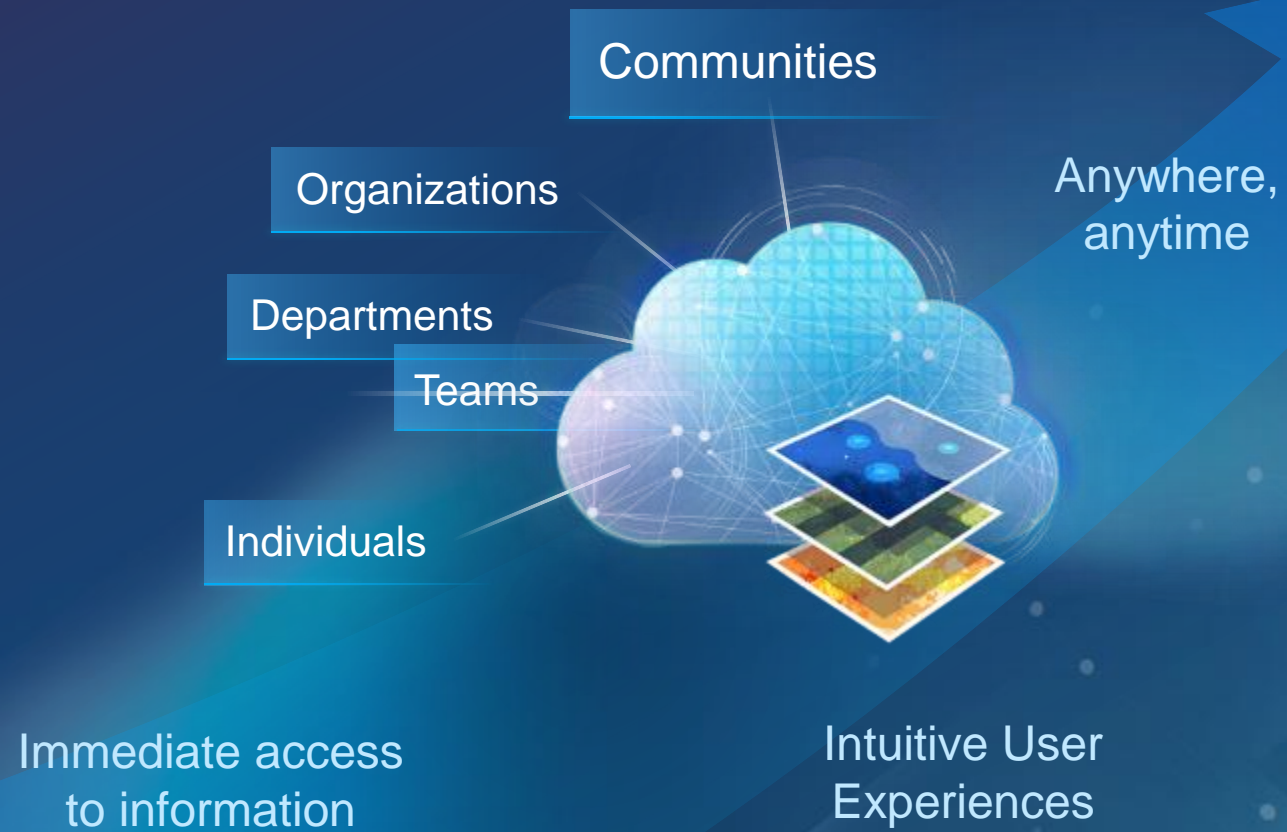 Communities
Organizations
Anywhere,
anytime
Departments
Teams
Individuals
Immediate access
to information
Intuitive User
Experiences